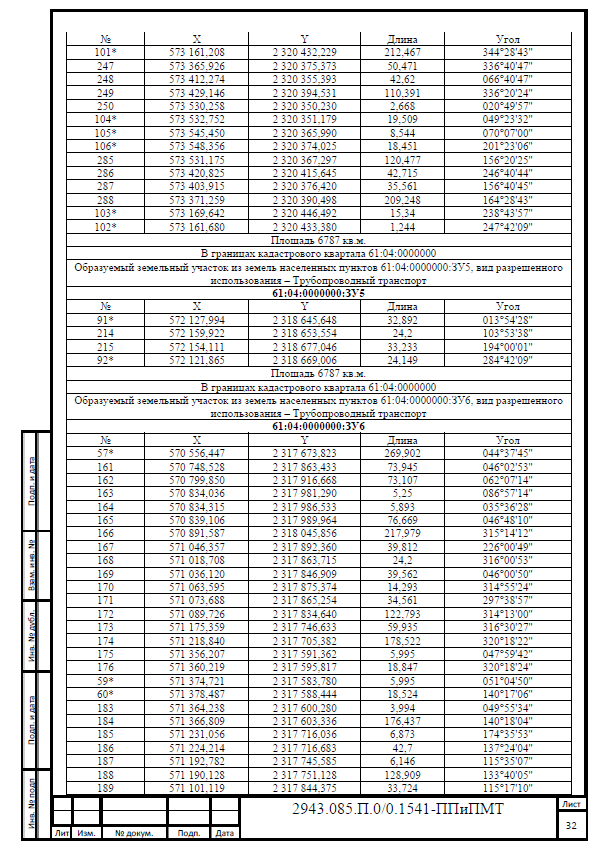 № X Y Длина Угол
101* 573 161,208 2 320 432,229 212,467 344°28'43"
247 573 365,926 2 320 375,373 50,471 336°40'47"
248 573 412,274 2 320 355,393 42,62 066°40'47"
249 573 429,146 2 320 394,531 110,391 336°20'24"
250 573 530,258 2 320 350,230 2,668 020°49'57"
104* 573 532,752 2 320 351,179 19,509 049°23'32"
105* 573 545,450 2 320 365,990 8,544 070°07'00"
106* 573 548,356 2 320 374,025 18,451 201°23'06"
285 573 531,175 2 320 367,297 120,477 156°20'25"
286 573 420,825 2 320 415,645 42,715 246°40'44"
287 573 403,915 2 320 376,420 35,561 156°40'45"
288 573 371,259 2 320 390,498 209,248 164°28'43"
103* 573 169,642 2 320 446,492 15,34 238°43'57"
102* 573 161,680 2 320 433,380 1,244 247°42'09"
Площадь 6787 кв.м.
В границах кадастрового квартала 61:04:0000000
Образуемый земельный участок из земель населенных пунктов 61:04:0000000:ЗУ5, вид разрешенного
использования – Трубопроводный транспорт
61:04:0000000:ЗУ5
№ X Y Длина Угол
91* 572 127,994 2 318 645,648 32,892 013°54'28"
214 572 159,922 2 318 653,554 24,2 103°53'38"
215 572 154,111 2 318 677,046 33,233 194°00'01"
92* 572 121,865 2 318 669,006 24,149 284°42'09"
Площадь 6787 кв.м.
В границах кадастрового квартала 61:04:0000000
Образуемый земельный участок из земель населенных пунктов 61:04:0000000:ЗУ6, вид разрешенного
использования – Трубопроводный транспорт
61:04:0000000:ЗУ6
№ X Y Длина Угол
57* 570 556,447 2 317 673,823 269,902 044°37'45"
161 570 748,528 2 317 863,433 73,945 046°02'53"
162 570 799,850 2 317 916,668 73,107 062°07'14"
163 570 834,036 2 317 981,290 5,25 086°57'14"
164 570 834,315 2 317 986,533 5,893 035°36'28"
165 570 839,106 2 317 989,964 76,669 046°48'10"
166 570 891,587 2 318 045,856 217,979 315°14'12"
167 571 046,357 2 317 892,360 39,812 226°00'49"
168 571 018,708 2 317 863,715 24,2 316°00'53"
169 571 036,120 2 317 846,909 39,562 046°00'50"
170 571 063,595 2 317 875,374 14,293 314°55'24"
171 571 073,688 2 317 865,254 34,561 297°38'57"
172 571 089,726 2 317 834,640 122,793 314°13'00"
173 571 175,359 2 317 746,633 59,935 316°30'27"
174 571 218,840 2 317 705,382 178,522 320°18'22"
175 571 356,207 2 317 591,362 5,995 047°59'42"
176 571 360,219 2 317 595,817 18,847 320°18'24"
59* 571 374,721 2 317 583,780 5,995 051°04'50"
60* 571 378,487 2 317 588,444 18,524 140°17'06"
183 571 364,238 2 317 600,280 3,994 049°55'34"
184 571 366,809 2 317 603,336 176,437 140°18'04"
185 571 231,056 2 317 716,036 6,873 174°35'53"
186 571 224,214 2 317 716,683 42,7 137°24'04"
187 571 192,782 2 317 745,585 6,146 115°35'07"
188 571 190,128 2 317 751,128 128,909 133°40'05"
189 571 101,119 2 317 844,375 33,724 115°17'10"
Подп. и дата
Взам. инв. №
Инв. № дубл.
Подп. и дата
Инв. № подп
Лит Изм. № докум. Подп. Дата
2943.085.П.0/0.1541-ППиПМТ
Лист
32